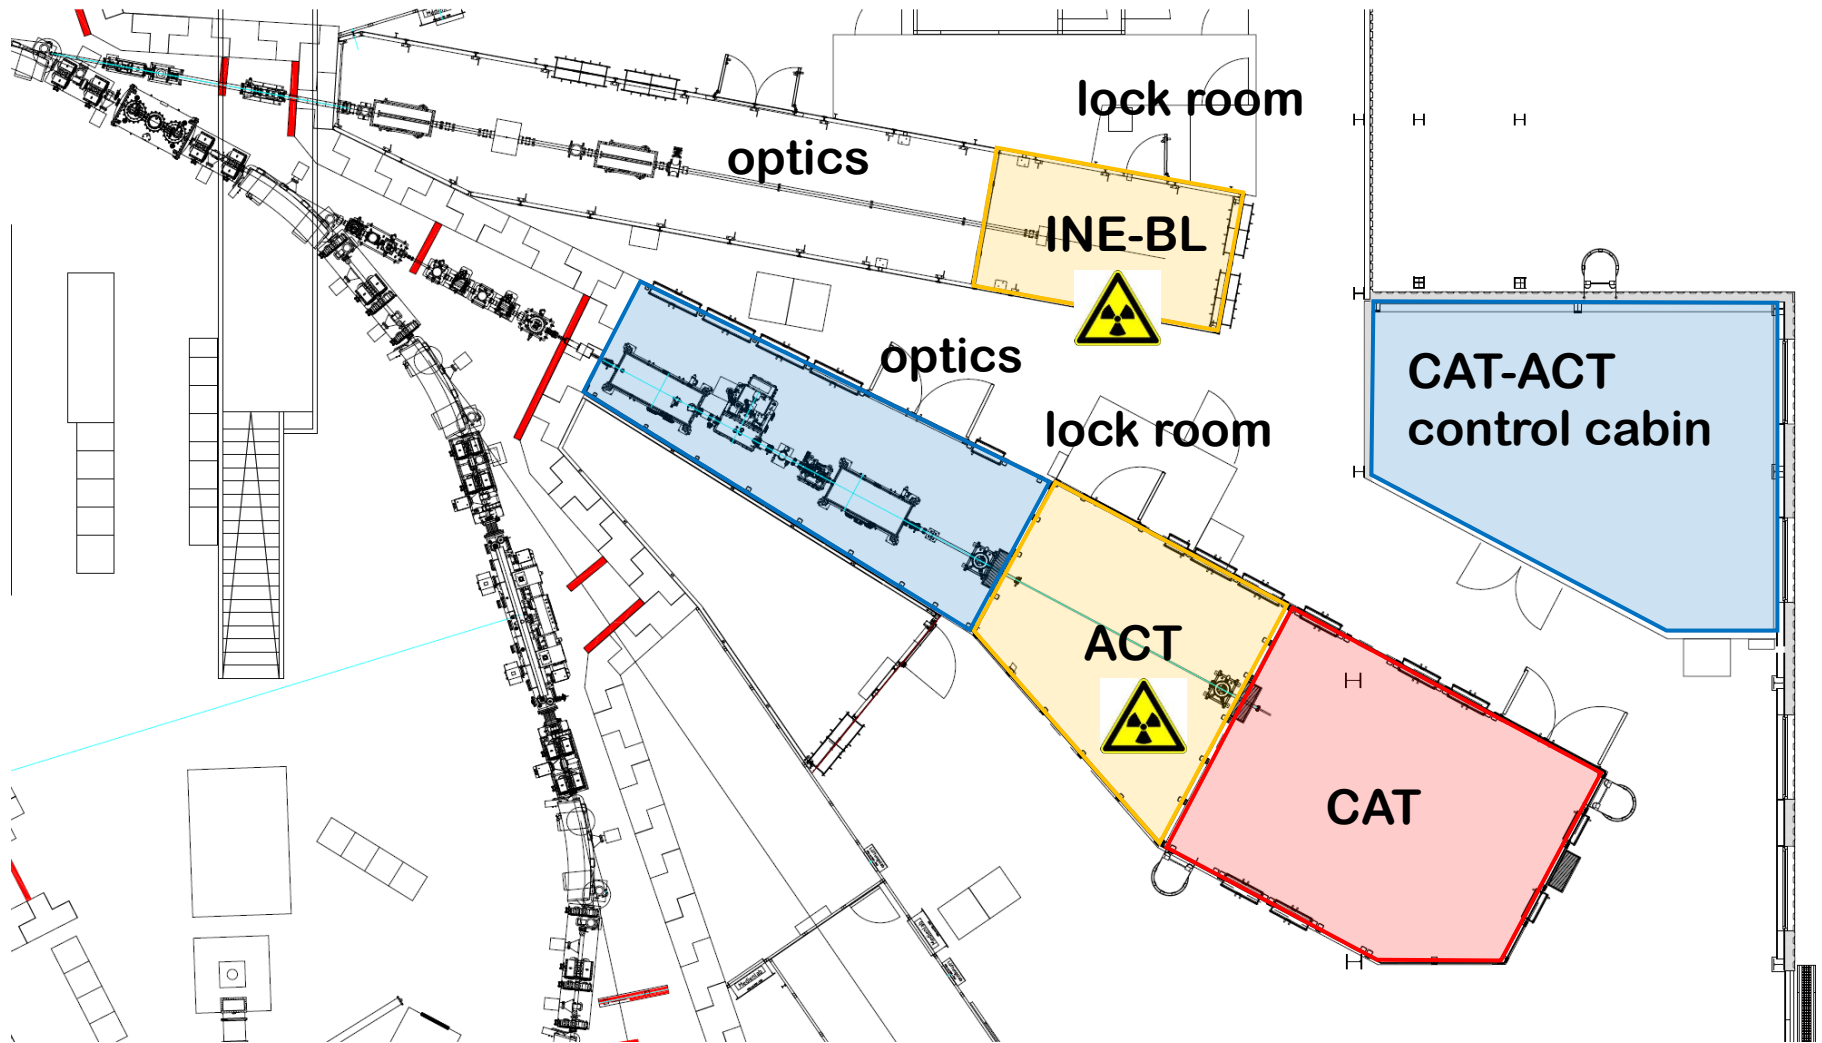 lock room
optics
INE-BL
optics
CAT-ACT
control cabin
lock room
ACT
CAT